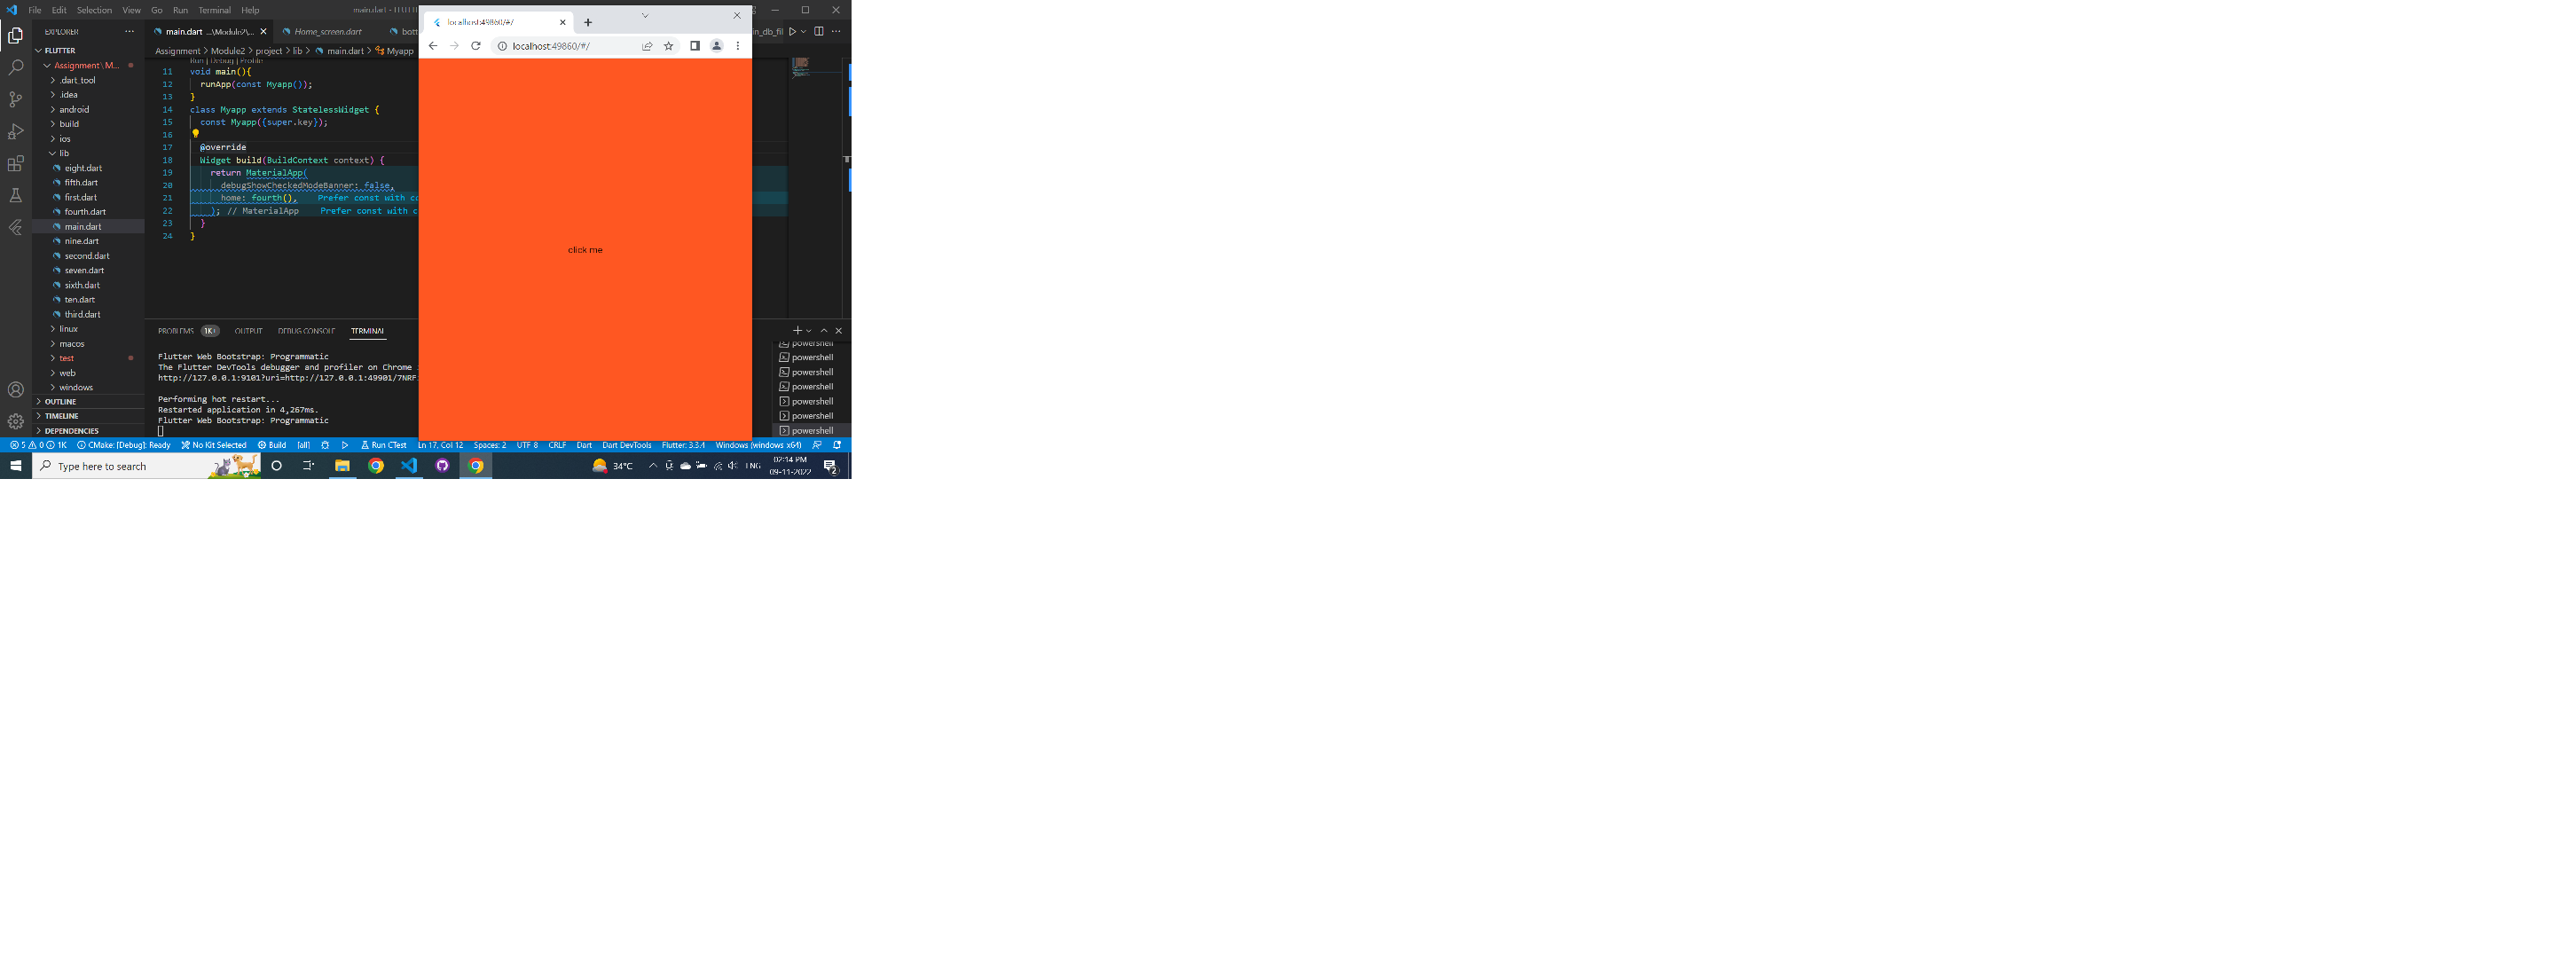 File Edit Selection View Go Run Terminal Help
main.dart -
EXPLORER
FLUTTER
Assignment\M...
.dart_tool
.idea
android
build
ios
lib
eight.dart
fifth.dart
first.dart
fourth.dart
main.dart
nine.dart
second.dart
seven.dart
sixth.dart
ten.dart
third.dart
linux
macos
test
web
windows
OUTLINE
TIMELINE
DEPENDENCIES
main.dart ...\Module2\...
Home_screen.dart
bott
in_db_fil
Assignment > Module2 > project > lib > main.dart > Myapp
Run | Debug | Profile
11 void main(){
12 runApp(const Myapp());
13 }
14 class Myapp extends StatelessWidget {
15 const Myapp({super.key});
16
17 @override
18 Widget build(BuildContext context) {
19 return MaterialApp(
20 debugShowCheckedModeBanner: false,
21 home: fourth(), Prefer const with co
22 ); // MaterialApp Prefer const with c
23 }
24 }
localhost:49860/#/
localhost:49860/#/
click me
PROBLEMS 1K+ OUTPUT DEBUG CONSOLE TERMINAL
Flutter Web Bootstrap: Programmatic
The Flutter DevTools debugger and profiler on Chrome
http://127.0.0.1:9101?uri=http://127.0.0.1:49901/7NRF
Performing hot restart...
Restarted application in 4,267ms.
Flutter Web Bootstrap: Programmatic
powershell
powershell
powershell
powershell
powershell
powershell
powershell
5 0 1K CMake: [Debug]: Ready No Kit Selected Build [all] Run CTest Ln 17, Col 12 Spaces: 2 UTF-8 CRLF Dart Dart DevTools Flutter: 3.3.4 Windows (windows-x64)
Type here to search
34°C
ENG
02:14 PM
09-11-2022
2